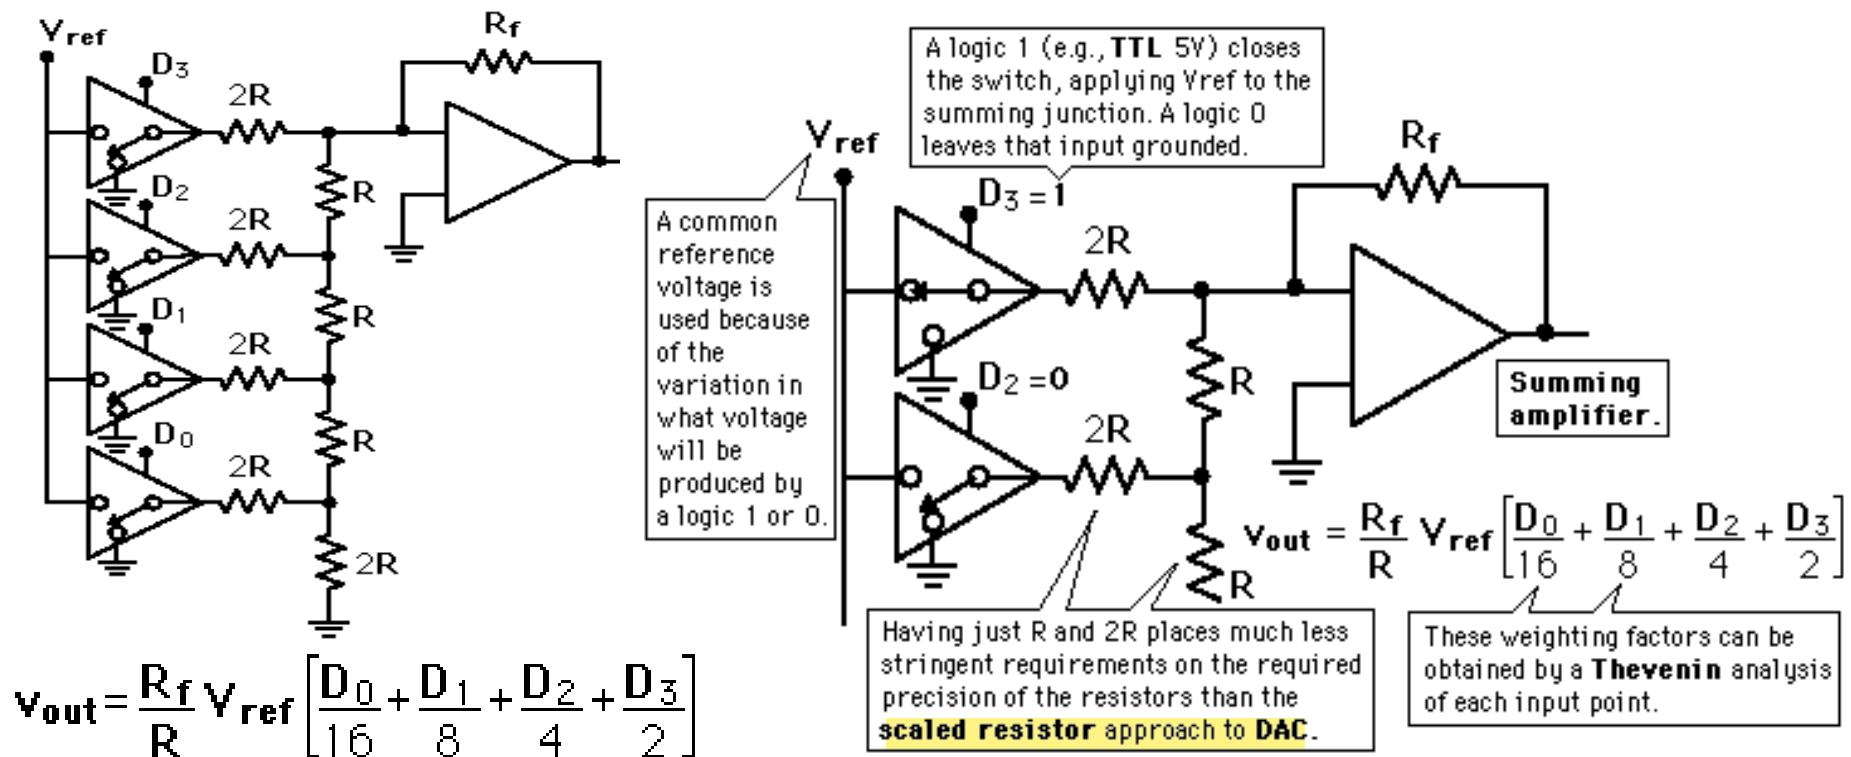 Vref
Rf
D3
2R
R
D2
2R
R
D1
2R
R
D0
2R
2R
vout = Rf/R Vref [D0/16 + D1/8 + D2/4 + D3/2]
A logic 1 (e.g., TTL 5V) closes
the switch, applying Vref to the
summing junction. A logic 0
leaves that input grounded.
Vref
A common
reference
voltage is
used because
of the
variation in
what voltage
will be
produced by
a logic 1 or 0.
D3 = 1
2R
Rf
R
D2 = 0
2R
R
Summing
amplifier.
vout = Rf/R Vref [D0/16 + D1/8 + D2/4 + D3/2]
Having just R and 2R places much less
stringent requirements on the required
precision of the resistors than the
scaled resistor approach to DAC.
These weighting factors can be
obtained by a Thevenin analysis
of each input point.